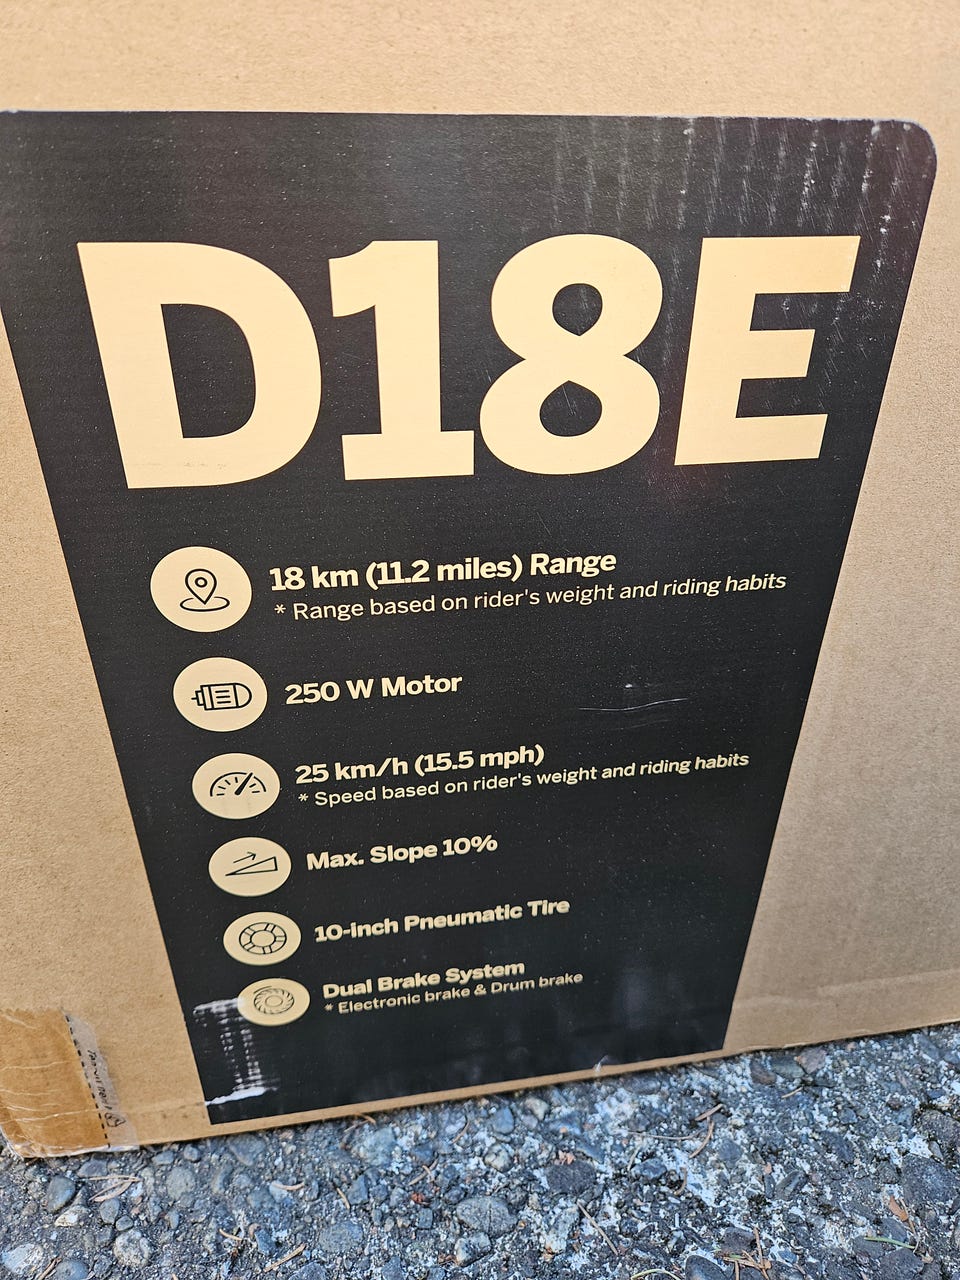 D18E
18 km (11.2 miles) Range
* Range based on rider's weight and riding habits
250 W Motor
25 km/h (15.5 mph)
* Speed based on rider's weight and riding habits
Max. Slope 10%
10-inch Pneumatic Tire
Dual Brake System
* Electronic brake & Drum brake